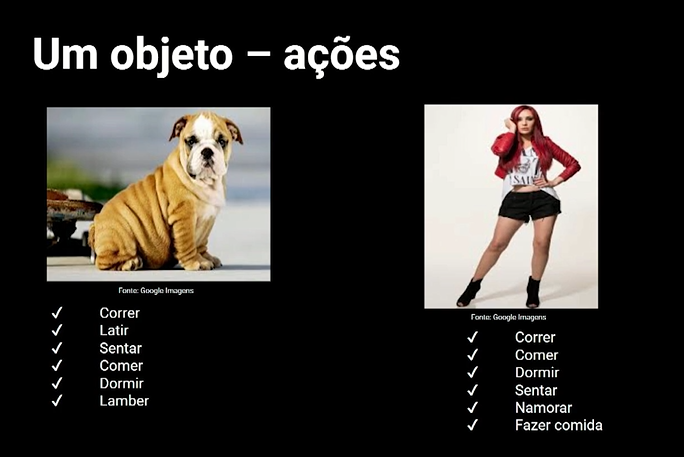 Um objeto – ações
Fonte: Google Imagens
✓ Correr
✓ Latir
✓ Sentar
✓ Comer
✓ Dormir
✓ Lamber
Fonte: Google Imagens
✓ Correr
✓ Comer
✓ Dormir
✓ Sentar
✓ Namorar
✓ Fazer comida